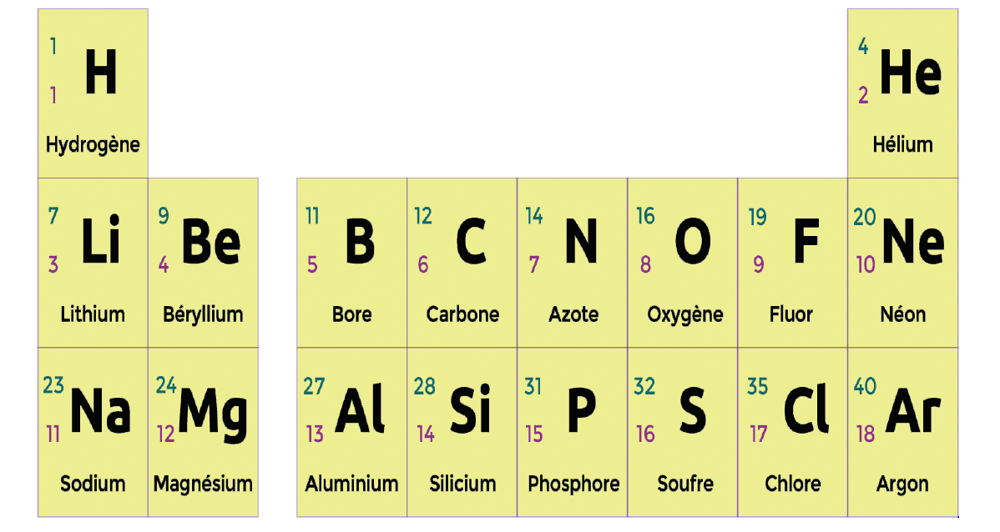 1 H 4 He
1 2
Hydrogène Hélium
7 Li 9 Be 11 B 12 C 14 N 16 O 19 F 20 Ne
3 4 5 6 7 8 9 10
Lithium Béryllium Bore Carbone Azote Oxygène Fluor Néon
23 Na 24 Mg 27 Al 28 Si 31 P 32 S 35 Cl 40 Ar
11 12 13 14 15 16 17 18
Sodium Magnésium Aluminium Silicium Phosphore Soufre Chlore Argon